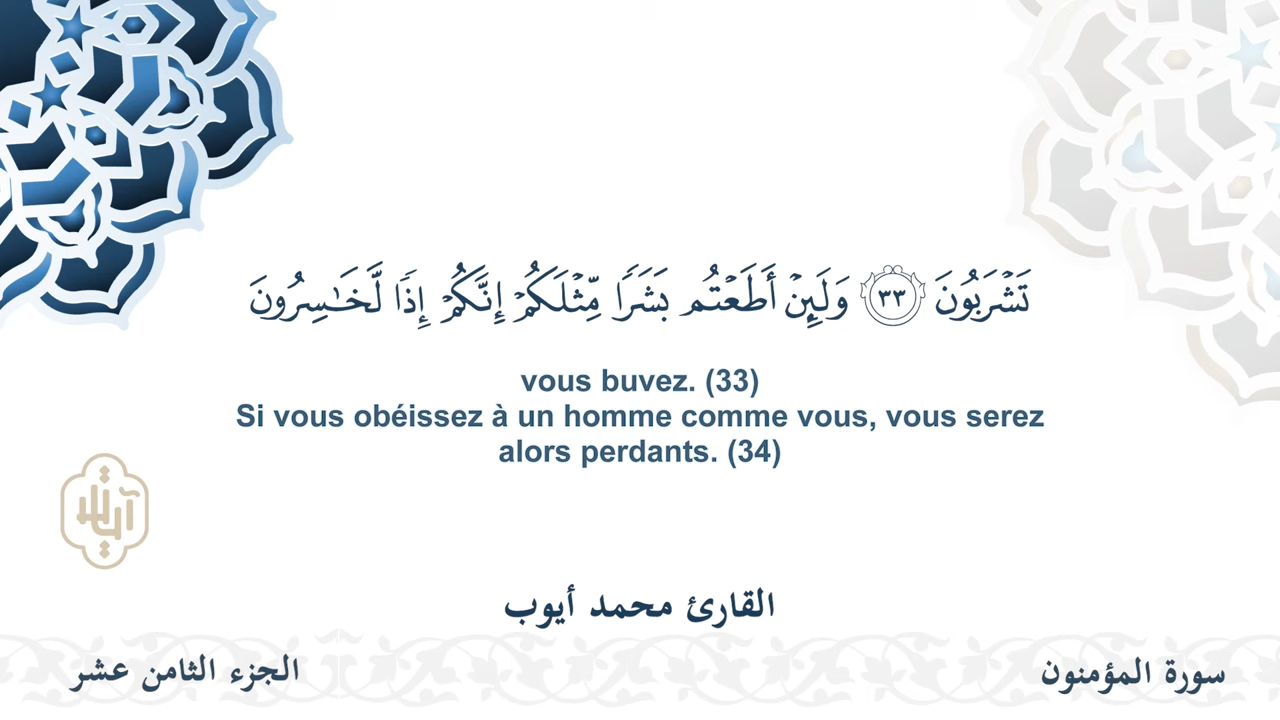 تَشْرَبُونَ ٣٣ وَلَئِنْ أَطَعْتُم بَشَرًا مِّثْلَكُمْ إِنَّكُمْ إِذًا لَّخَـٰسِرُونَ
vous buvez. (33)
Si vous obéissez à un homme comme vous, vous serez
alors perdants. (34)
آيات
القارئ محمد أيوب
سورة المؤمنون
الجزء الثامن عشر